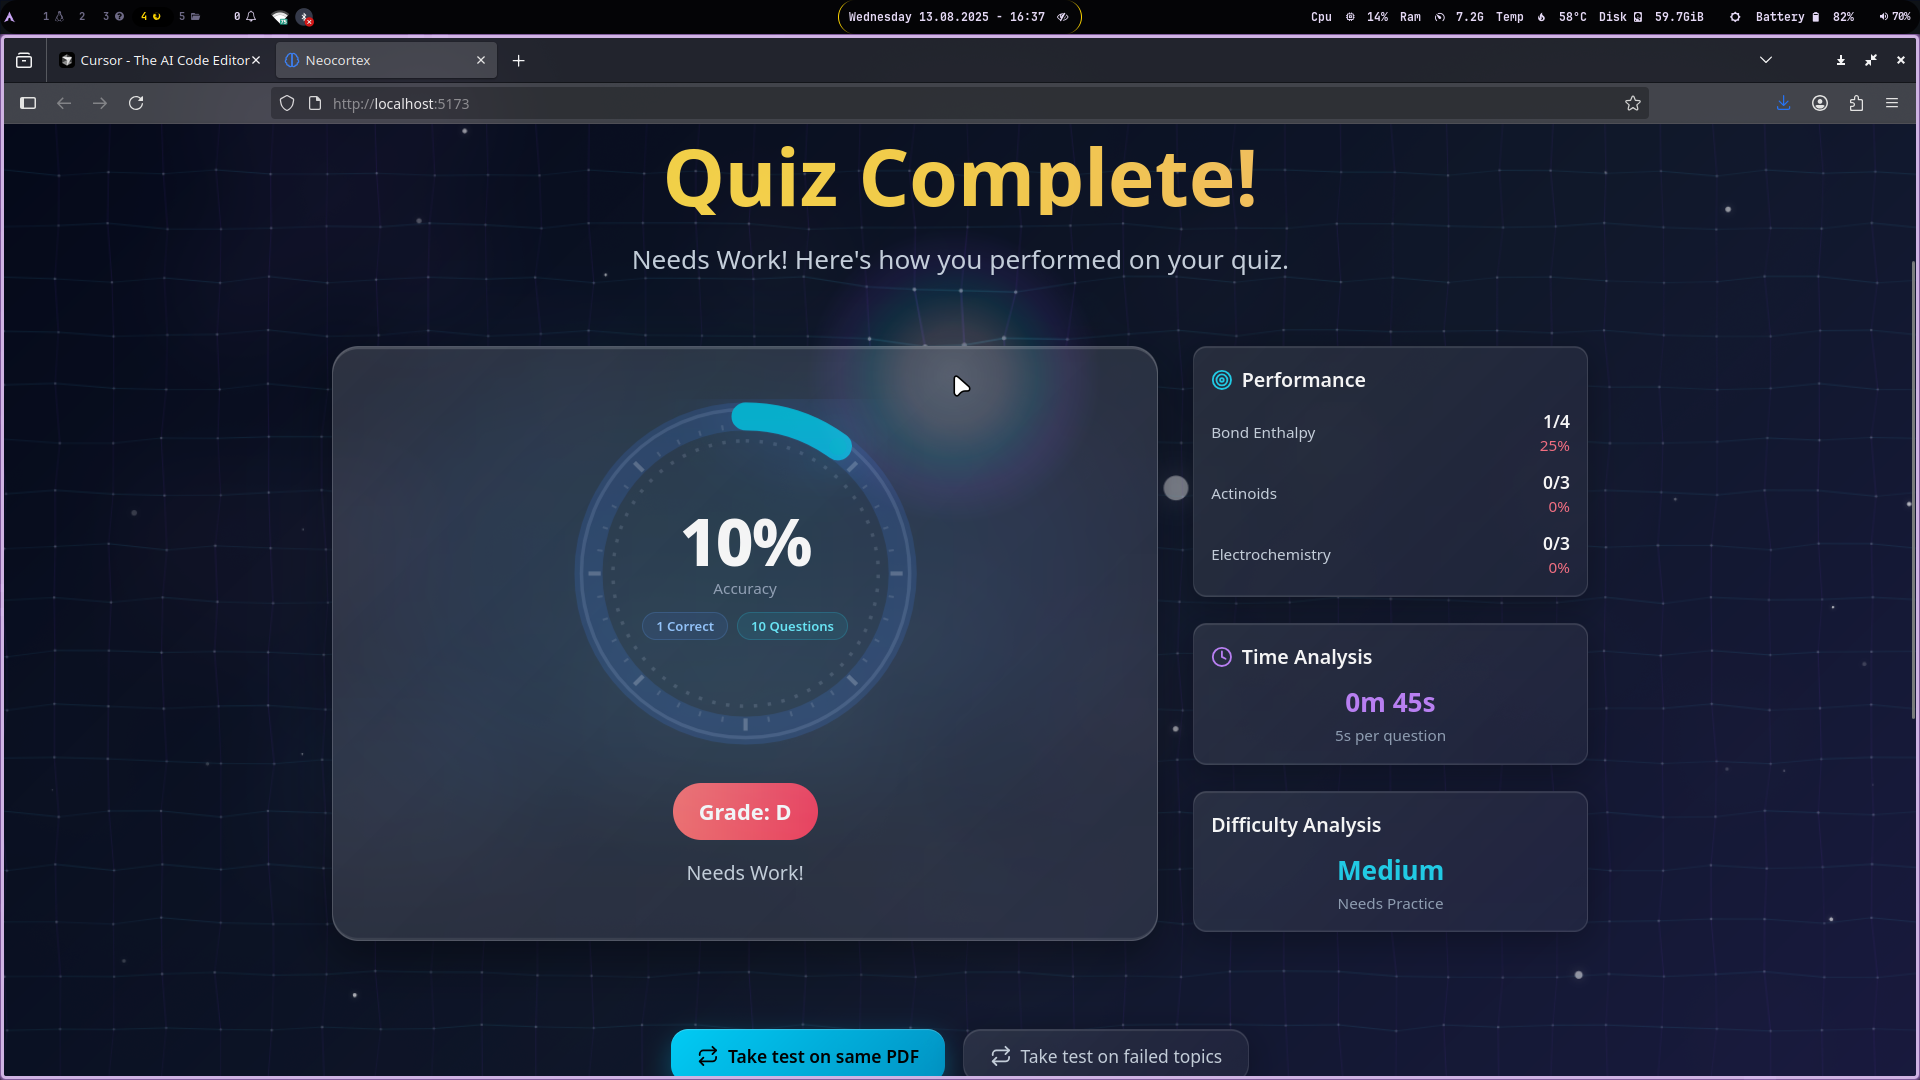 1 2 3 4 5 0 Wednesday 13.08.2025 - 16:37 Cpu 14% Ram 7.2G Temp 58°C Disk 59.7GiB Battery 82% 70%
Cursor - The AI Code Editor Neocortex
http://localhost:5173
Quiz Complete!
Needs Work! Here's how you performed on your quiz.
10%
Accuracy
1 Correct 10 Questions
Grade: D
Needs Work!
Performance
Bond Enthalpy 1/4
25%
Actinoids 0/3
0%
Electrochemistry 0/3
0%
Time Analysis
0m 45s
5s per question
Difficulty Analysis
Medium
Needs Practice
Take test on same PDF Take test on failed topics